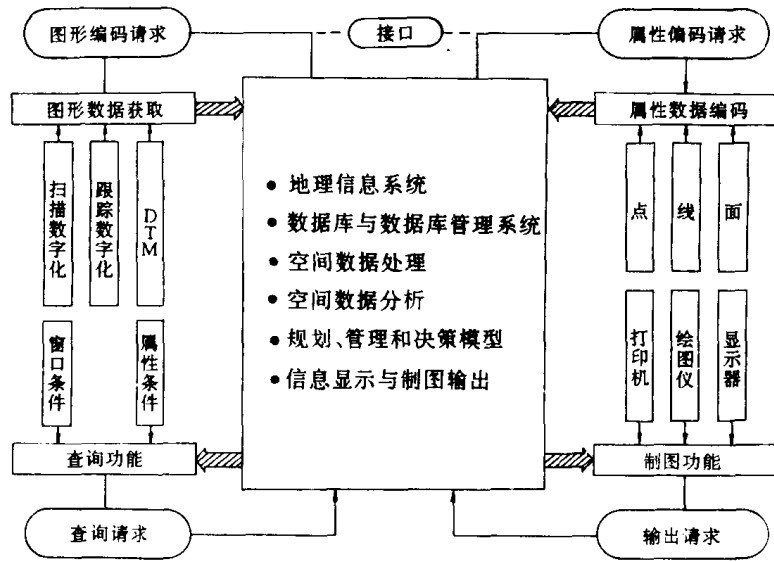 图形编码请求
接口
属性编码请求
图形数据获取
属性数据编码
扫描数字化
跟踪数字化
DTM
点
线
面
• 地理信息系统
• 数据库与数据库管理系统
• 空间数据处理
• 空间数据分析
• 规划、管理和决策模型
• 信息显示与制图输出
窗口条件
属性条件
打印机
绘图仪
显示器
查询功能
制图功能
查询请求
输出请求